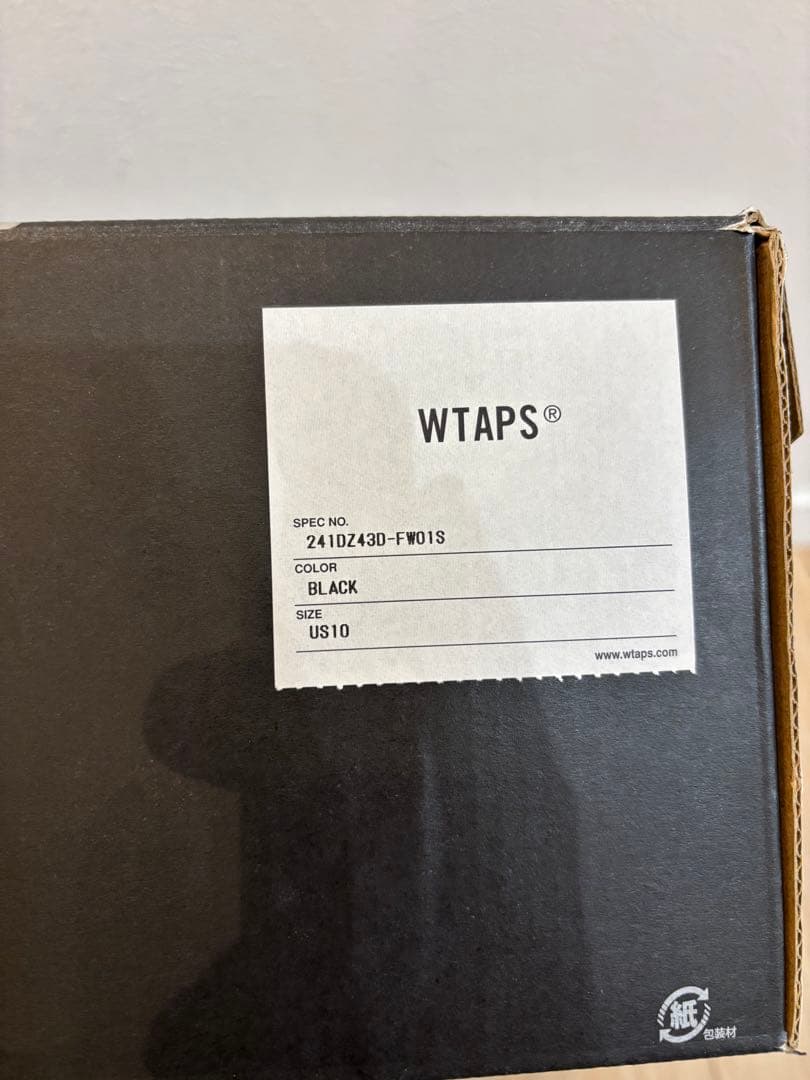 WTAPS®
SPEC NO.
241DZ43D-FW01S
COLOR
BLACK
SIZE
US10
www.wtaps.com
紙
包装材